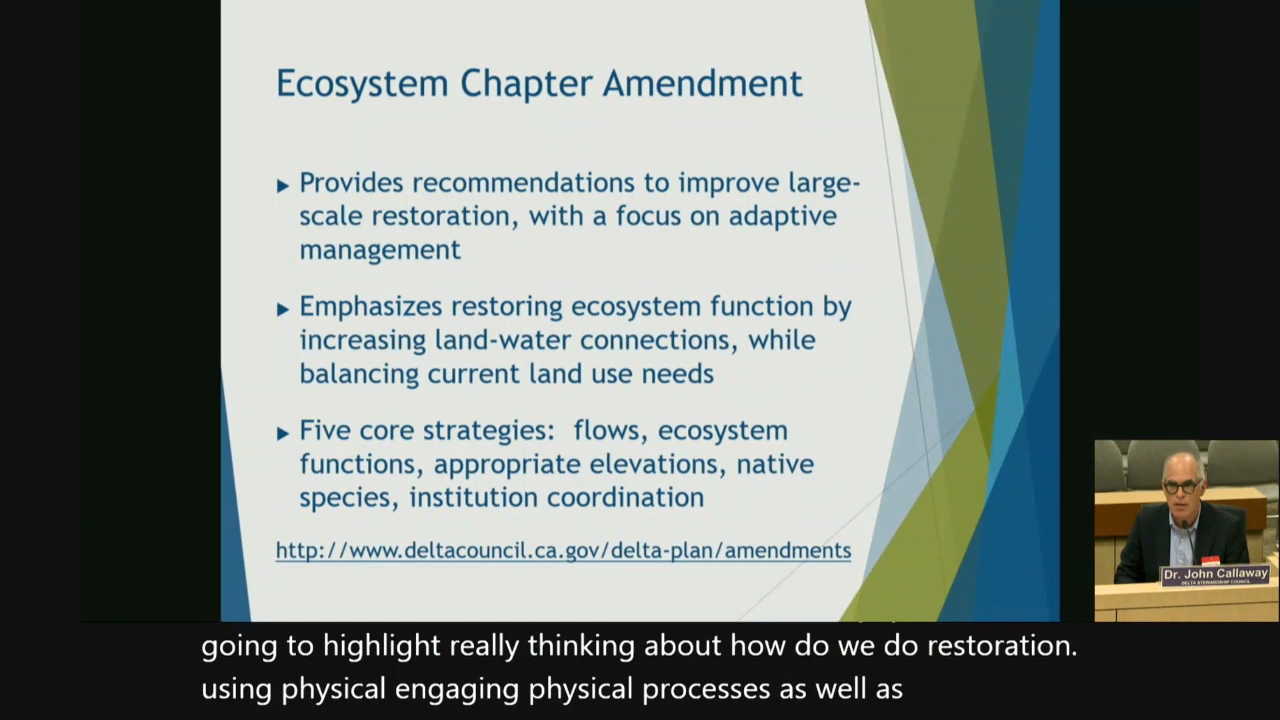 Ecosystem Chapter Amendment
Provides recommendations to improve large-
scale restoration, with a focus on adaptive
management
Emphasizes restoring ecosystem function by
increasing land-water connections, while
balancing current land use needs
Five core strategies: flows, ecosystem
functions, appropriate elevations, native
species, institution coordination
http://www.deltacouncil.ca.gov/delta-plan/amendments
Dr. John Callaway
DELTA STEWARDSHIP COUNCIL
going to highlight really thinking about how do we do restoration.
using physical engaging physical processes as well as